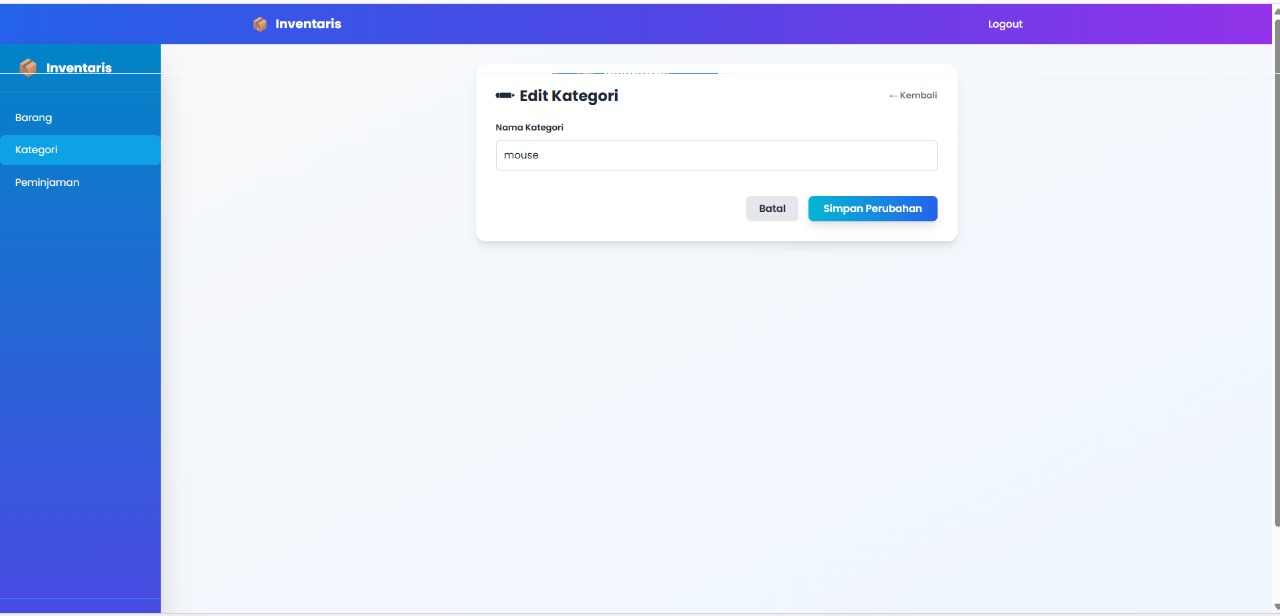 Inventaris
Logout
Inventaris
Barang
Kategori
Peminjaman
Edit Kategori
← Kembali
Nama Kategori
mouse
Batal
Simpan Perubahan